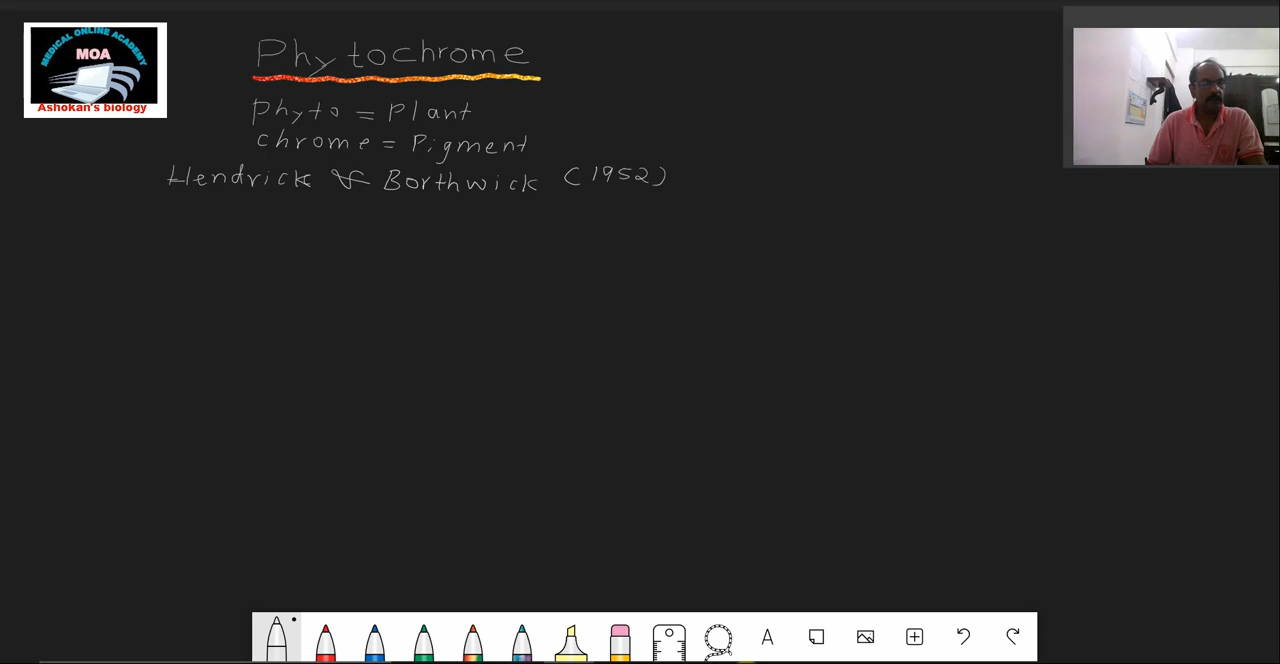 MEDICAL ONLINE ACADEMY
MOA
Ashokan's biology
Phytochrome
Phyto = Plant
chrome = Pigment
Hendrick & Borthwick (1952)
A